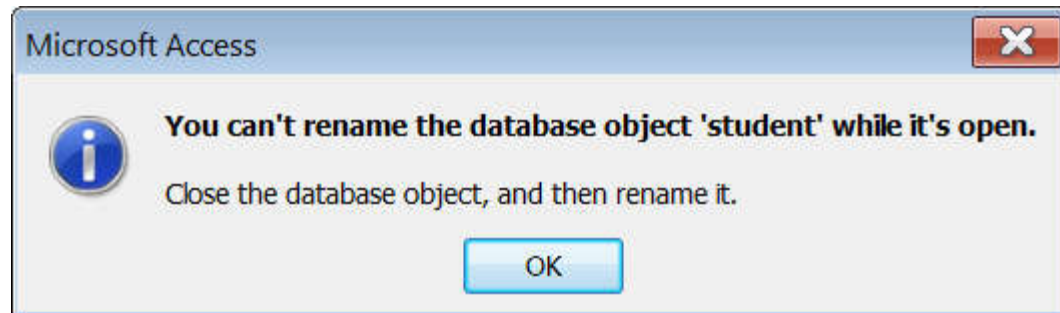 Microsoft Access
You can't rename the database object 'student' while it's open.
Close the database object, and then rename it.
OK